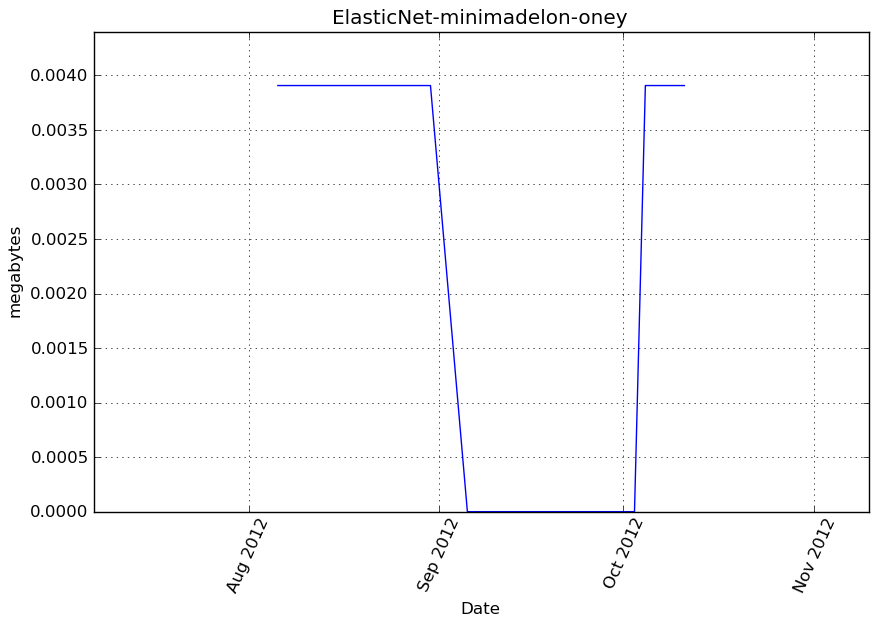 ElasticNet-minimadelon-oney
0.0040
0.0035
0.0030
0.0025
0.0020
0.0015
0.0010
0.0005
0.0000
megabytes
Aug 2012
Sep 2012
Oct 2012
Nov 2012
Date